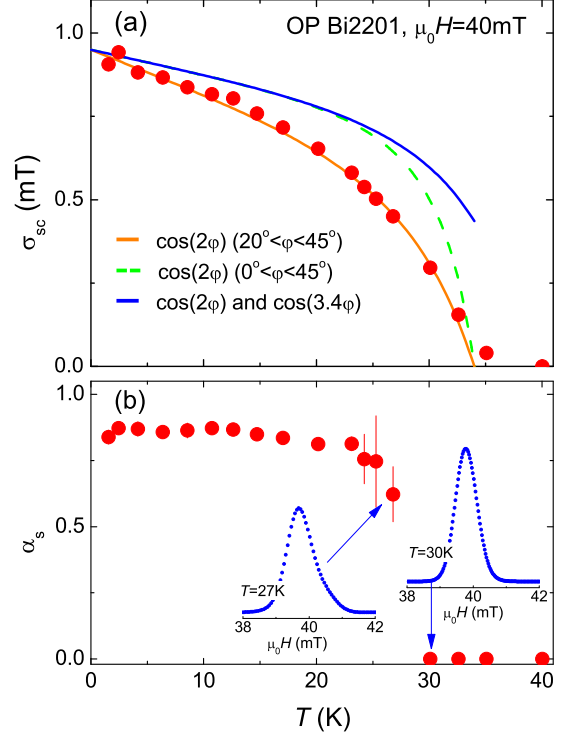 (a)
OP Bi2201, μ₀H=40mT
1.0
0.5
0.0
σsc (mT)
cos(2φ) (20°<φ<45°)
cos(2φ) (0°<φ<45°)
cos(2φ) and cos(3.4φ)
(b)
1.0
0.5
0.0
αs
T=27K
38 40 42
μ₀H (mT)
T=30K
38 40 42
μ₀H (mT)
0 10 20 30 40
T (K)